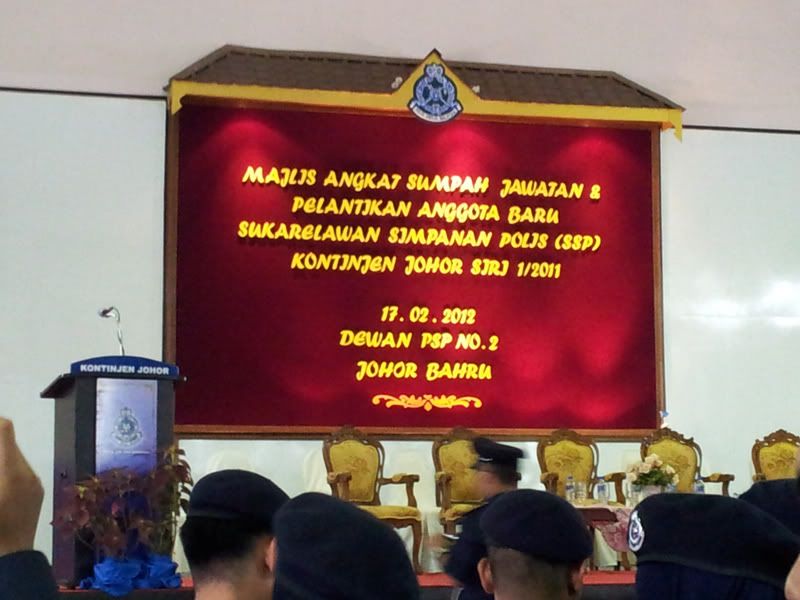 MAJLIS ANGKAT SUMPAH JAWATAN &
PELANTIKAN ANGGOTA BARU
SUKARELAWAN SIMPANAN POLIS (SSP)
KONTINJEN JOHOR SIRI 1/2011
17.02.2012
DEWAN PSP NO.2
JOHOR BAHRU
KONTINJEN JOHOR